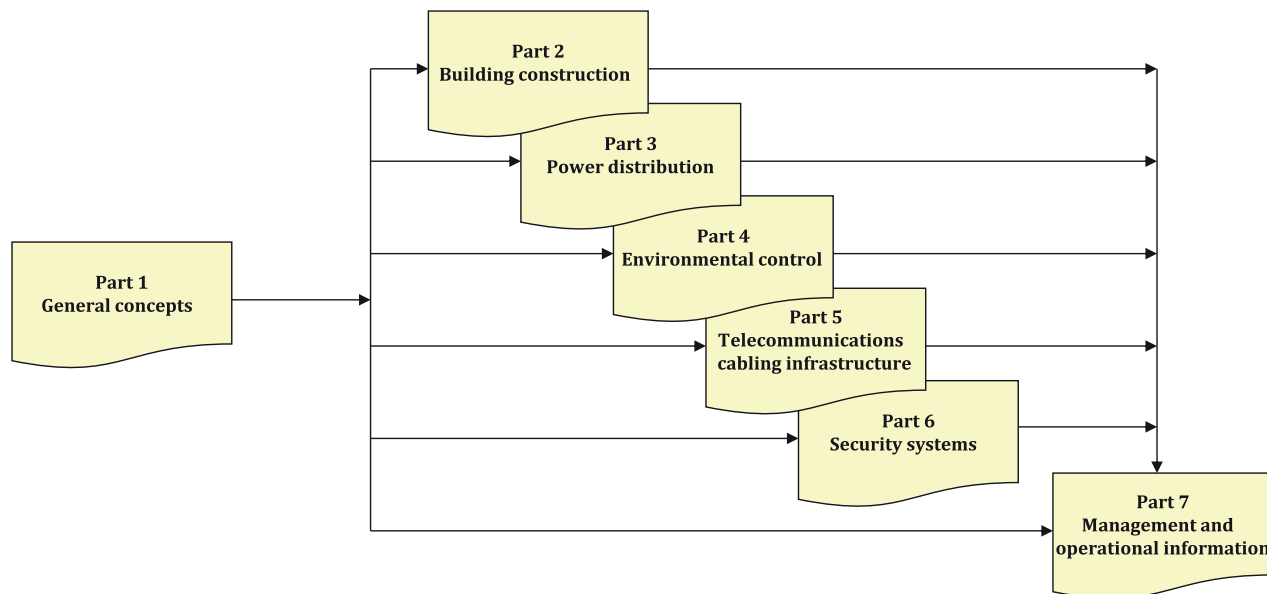 Part 2
Building construction
Part 3
Power distribution
Part 4
Environmental control
Part 1
General concepts
Part 5
Telecommunications
cabling infrastructure
Part 6
Security systems
Part 7
Management and
operational information